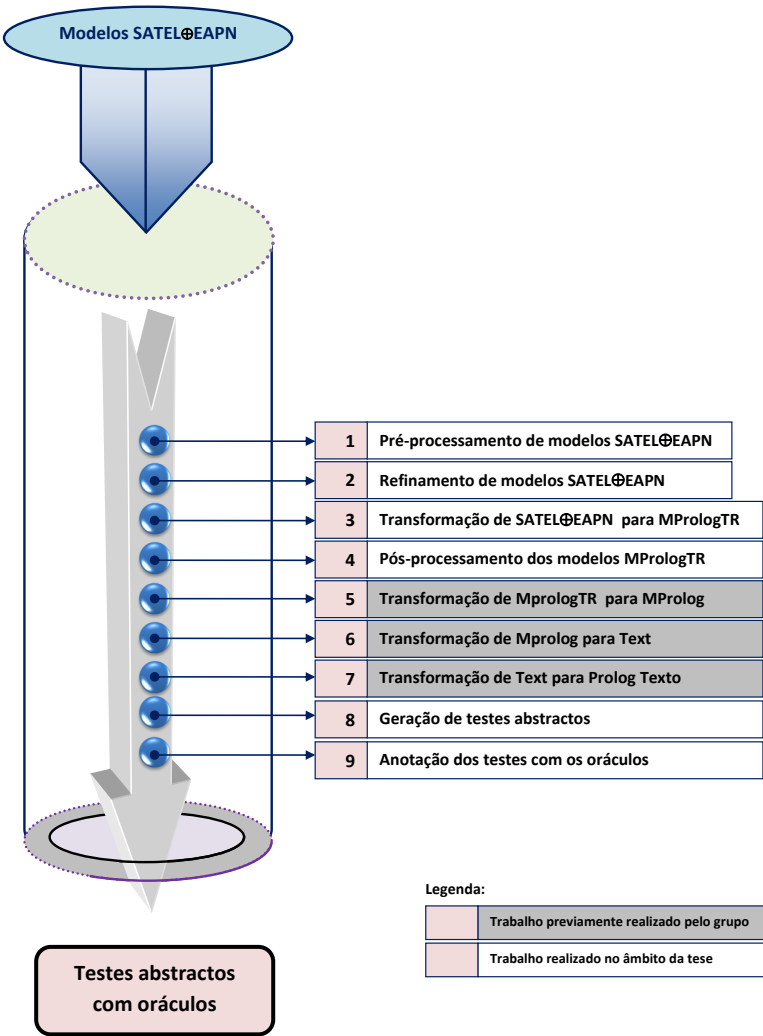 Modelos SATEL⊕EAPN
1 Pré-processamento de modelos SATEL⊕EAPN
2 Refinamento de modelos SATEL⊕EAPN
3 Transformação de SATEL⊕EAPN para MPrologTR
4 Pós-processamento dos modelos MPrologTR
5 Transformação de MprologTR para MProlog
6 Transformação de Mprolog para Text
7 Transformação de Text para Prolog Texto
8 Geração de testes abstractos
9 Anotação dos testes com os oráculos
Legenda:
Trabalho previamente realizado pelo grupo
Trabalho realizado no âmbito da tese
Testes abstractos
com oráculos